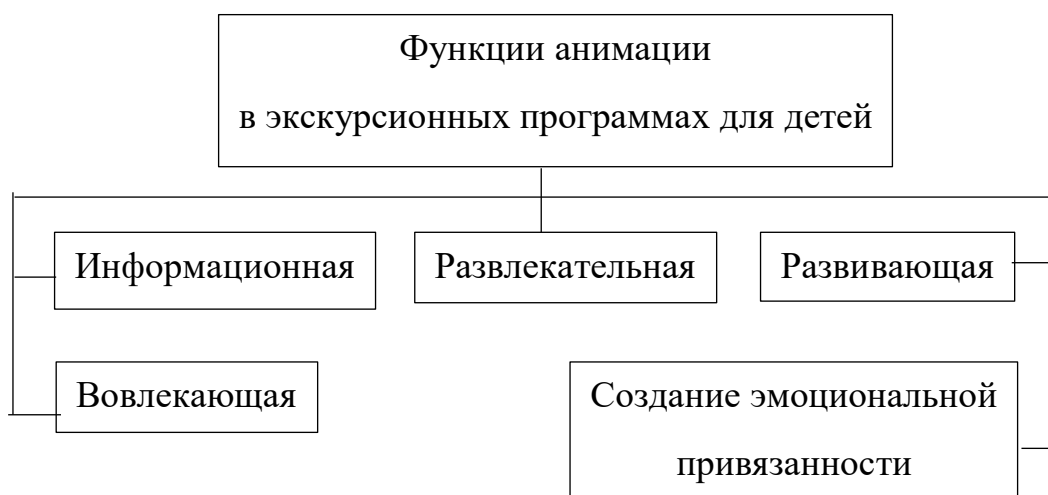 Функции анимации
в экскурсионных программах для детей
Информационная
Развлекательная
Развивающая
Вовлекающая
Создание эмоциональной
привязанности